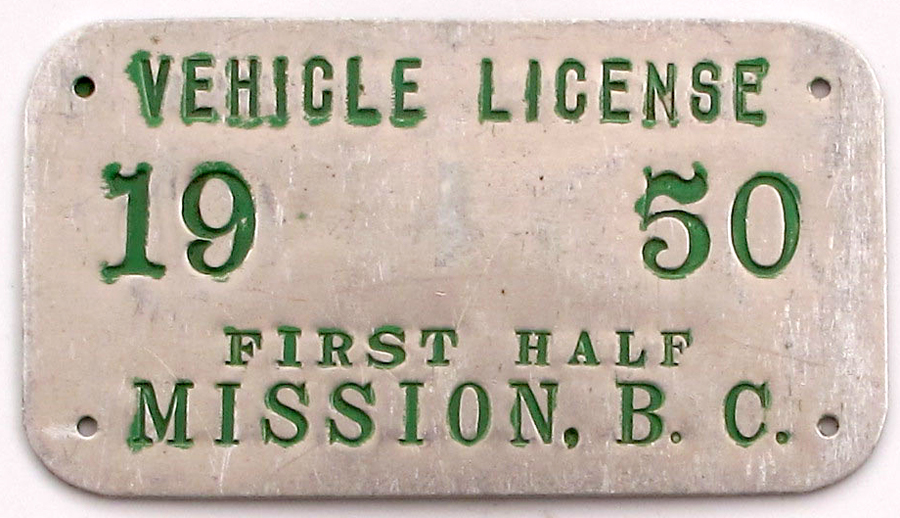 VEHICLE LICENSE
19 50
FIRST HALF
MISSION, B. C.